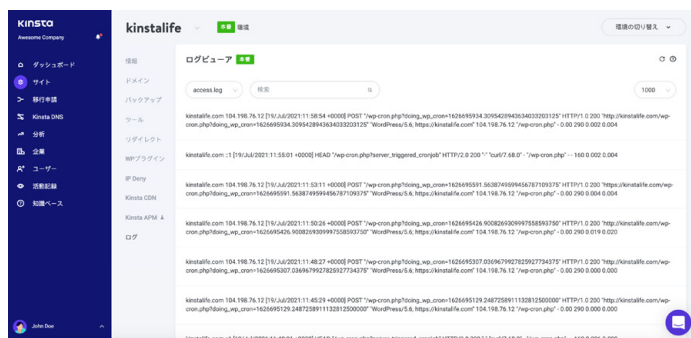 KINSTA
Awesome Company
ダッシュボード
サイト
移行申請
Kinsta DNS
分析
企業
ユーザー
活動記録
知識ベース
John Doe
kinstalife
本番 環境
環境の切り替え
情報
ドメイン
バックアップ
ツール
リダイレクト
WPプラグイン
IP Deny
Kinsta CDN
Kinsta APM
ログ
ログビューア 本番
access.log
検索
1000
kinstalife.com 104.198.76.12 [19/Jul/2021:11:58:54 +0000] POST "/wp-cron.php?doing_wp_cron=1626695934.3095428943634033203125" HTTP/1.0 200 "http://kinstalife.com/wp-
cron.php?doing_wp_cron=1626695934.3095428943634033203125" "WordPress/5.6; https://kinstalife.com" 104.198.76.12 "/wp-cron.php" - 0.00 290 0.002 0.004
kinstalife.com ::1 [19/Jul/2021:11:55:01 +0000] HEAD "/wp-cron.php?server_triggered_cronjob" HTTP/2.0 200 "-" "curl/7.68.0" - "/wp-cron.php" - - 160 0.002 0.004
kinstalife.com 104.198.76.12 [19/Jul/2021:11:53:11 +0000] POST "/wp-cron.php?doing_wp_cron=1626695591.5638749599456787109375" HTTP/1.0 200 "https://kinstalife.com/wp-
cron.php?doing_wp_cron=1626695591.5638749599456787109375" "WordPress/5.6; https://kinstalife.com" 104.198.76.12 "/wp-cron.php" - 0.00 290 0.004 0.004
kinstalife.com 104.198.76.12 [19/Jul/2021:11:50:26 +0000] POST "/wp-cron.php?doing_wp_cron=1626695426.9008269309997558593750" HTTP/1.0 200 "http://kinstalife.com/wp-
cron.php?doing_wp_cron=1626695426.9008269309997558593750" "WordPress/5.6; https://kinstalife.com" 104.198.76.12 "/wp-cron.php" - 0.00 290 0.019 0.020
kinstalife.com 104.198.76.12 [19/Jul/2021:11:48:27 +0000] POST "/wp-cron.php?doing_wp_cron=1626695307.0369679927825927734375" HTTP/1.0 200 "http://kinstalife.com/wp-
cron.php?doing_wp_cron=1626695307.0369679927825927734375" "WordPress/5.6; https://kinstalife.com" 104.198.76.12 "/wp-cron.php" - 0.00 290 0.000 0.000
kinstalife.com 104.198.76.12 [19/Jul/2021:11:45:29 +0000] POST "/wp-cron.php?doing_wp_cron=1626695129.2487258911132812500000" HTTP/1.0 200 "http://kinstalife.com/wp-
cron.php?doing_wp_cron=1626695129.2487258911132812500000" "WordPress/5.6; https://kinstalife.com" 104.198.76.12 "/wp-cron.php" - 0.00 290 0.000 0.000